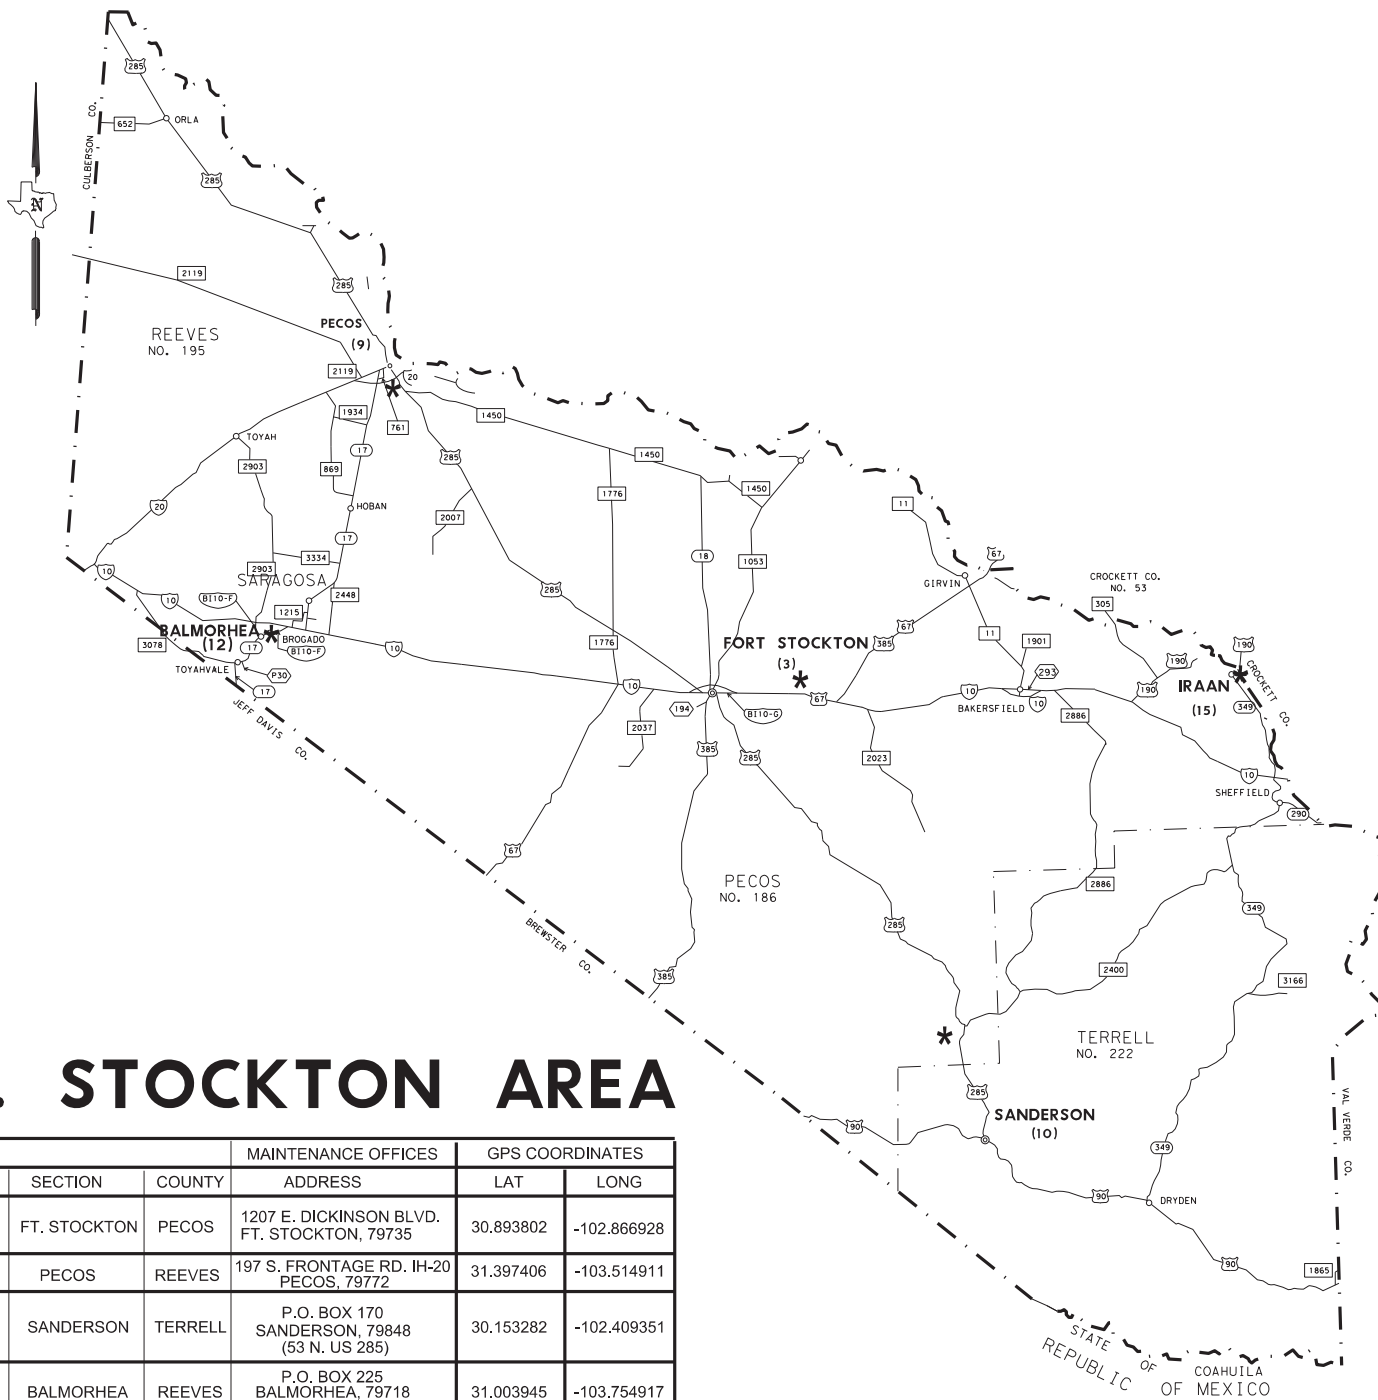 285
CULBERSON CO.
652
ORLA
N
285
2119
285
REEVES
NO. 195
PECOS
(9)
2119
20
1934
761
1450
17
TOYAH
285
1450
2903
869
1776
1450
11
2007
HOBAN
20
17
18
1053
67
3334
GIRVIN
CROCKETT CO.
NO. 53
2903
SARAGOSA
10
285
305
10
BI10-F
1215
2448
67
BALMORHEA
(12)
BROGADO
11
1901
3078
17
BI10-F
10
1776
FORT STOCKTON
(3)
385
190
190
CROCKETT CO.
TOYAHVALE
P30
293
IRAAN
(15)
17
10
67
10
190
349
JEFF DAVIS CO.
194
BI10-G
BAKERSFIELD
10
2886
2037
385
285
2023
10
SHEFFIELD
290
67
PECOS
NO. 186
2886
349
285
BREWSTER CO.
385
2400
3166
TERRELL
NO. 222
. STOCKTON AREA
285
SANDERSON
(10)
90
349
VAL VERDE CO.
90
DRYDEN
90
1865
STATE OF COAHUILA
REPUBLIC OF MEXICO
MAINTENANCE OFFICES GPS COORDINATES
SECTION COUNTY ADDRESS LAT LONG
FT. STOCKTON PECOS 1207 E. DICKINSON BLVD. 30.893802 -102.866928
FT. STOCKTON, 79735
PECOS REEVES 197 S. FRONTAGE RD. IH-20 31.397406 -103.514911
PECOS, 79772
SANDERSON TERRELL P.O. BOX 170 30.153282 -102.409351
SANDERSON, 79848
(53 N. US 285)
BALMORHEA REEVES P.O. BOX 225 31.003945 -103.754917
BALMORHEA, 79718